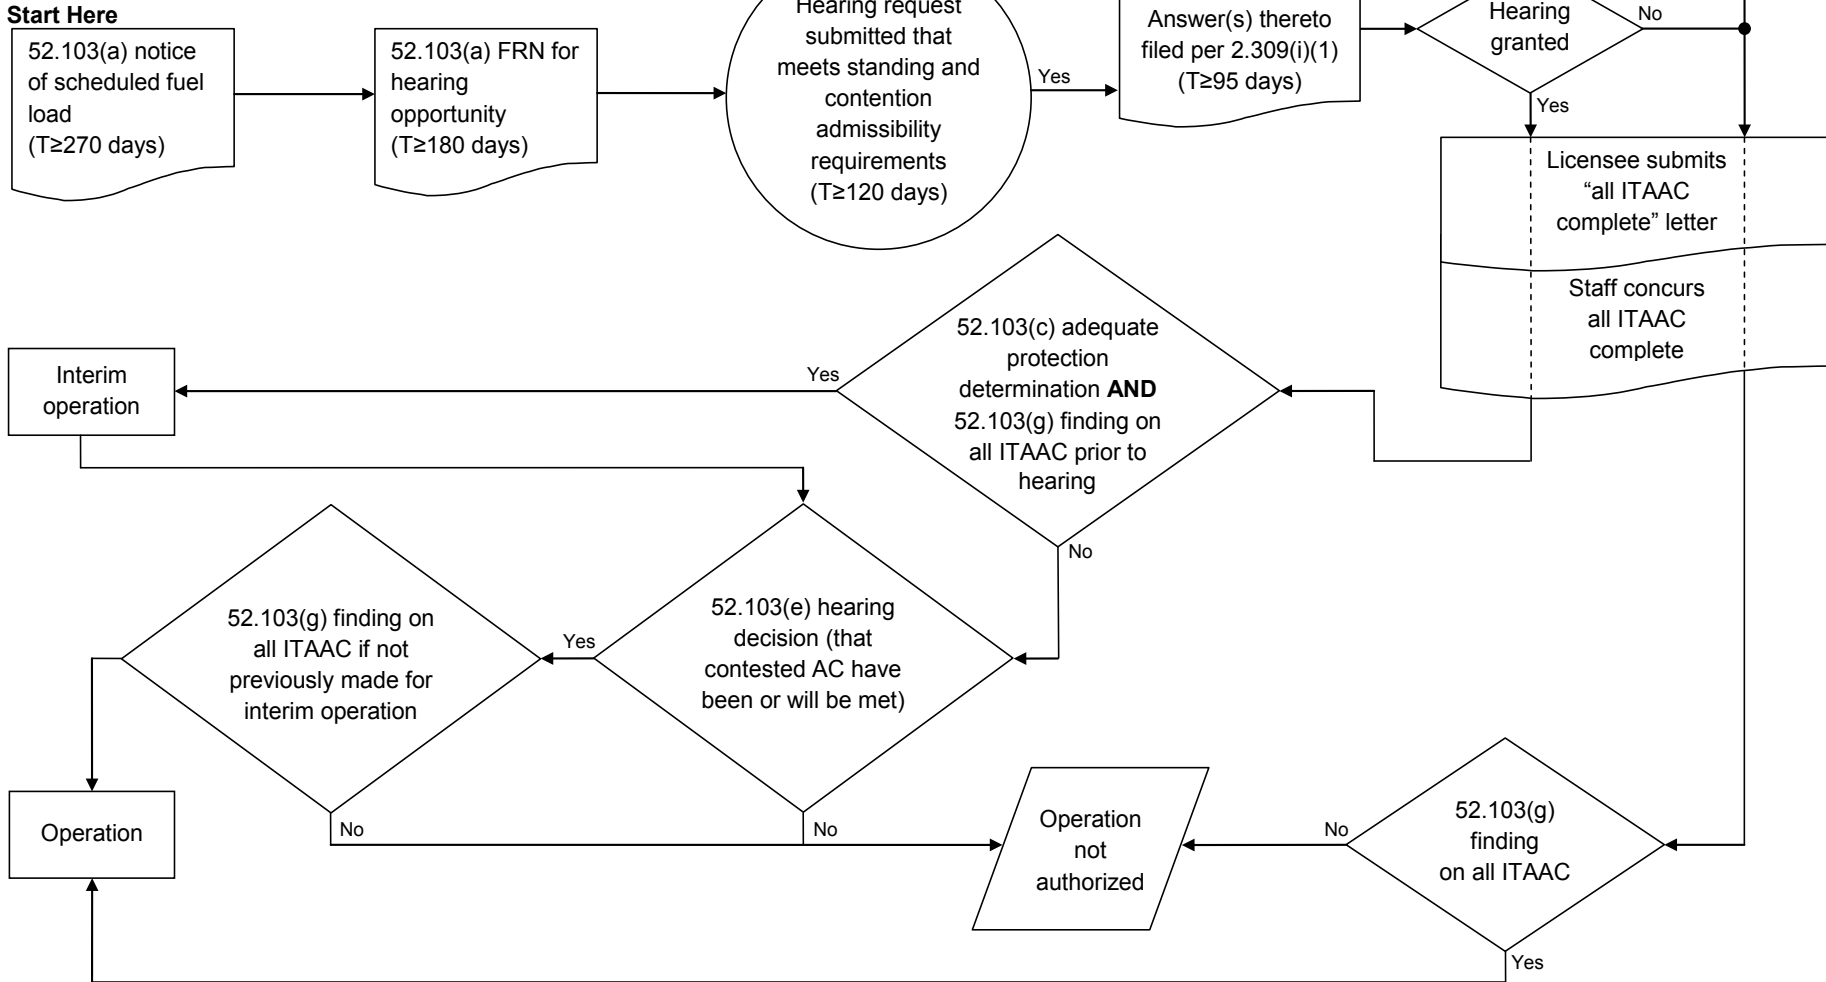 Start Here
52.103(a) notice
of scheduled fuel
load
(T≥270 days)
52.103(a) FRN for
hearing
opportunity
(T≥180 days)
Hearing request
submitted that
meets standing and
contention
admissibility
requirements
(T≥120 days)
Yes
Answer(s) thereto
filed per 2.309(i)(1)
(T≥95 days)
Hearing
granted
No
Yes
Licensee submits
“all ITAAC
complete” letter
Staff concurs
all ITAAC
complete
52.103(c) adequate
protection
determination AND
52.103(g) finding on
all ITAAC prior to
hearing
Yes
No
Interim
operation
52.103(e) hearing
decision (that
contested AC have
been or will be met)
Yes
No
52.103(g) finding on
all ITAAC if not
previously made for
interim operation
No
Operation
Operation
not
authorized
No
52.103(g)
finding
on all ITAAC
Yes